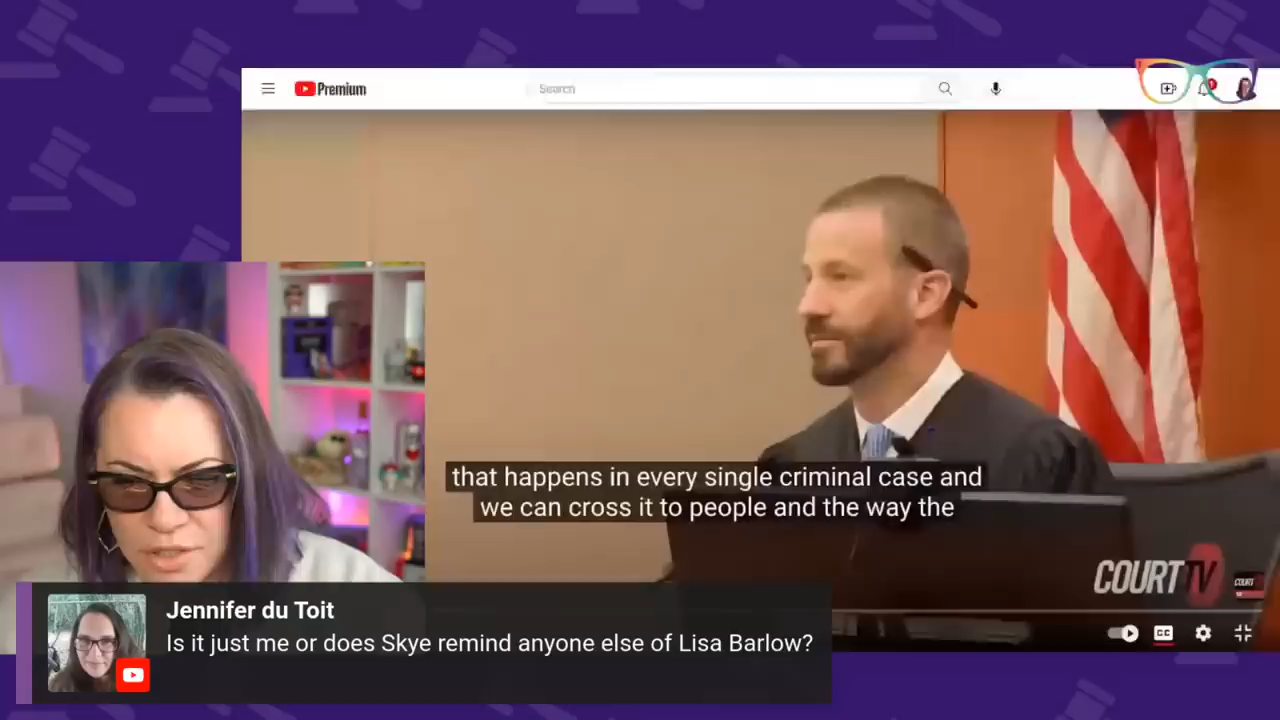 Premium
Search
that happens in every single criminal case and
we can cross it to people and the way the
COURT TV
COURT
Jennifer du Toit
Is it just me or does Skye remind anyone else of Lisa Barlow?
CC